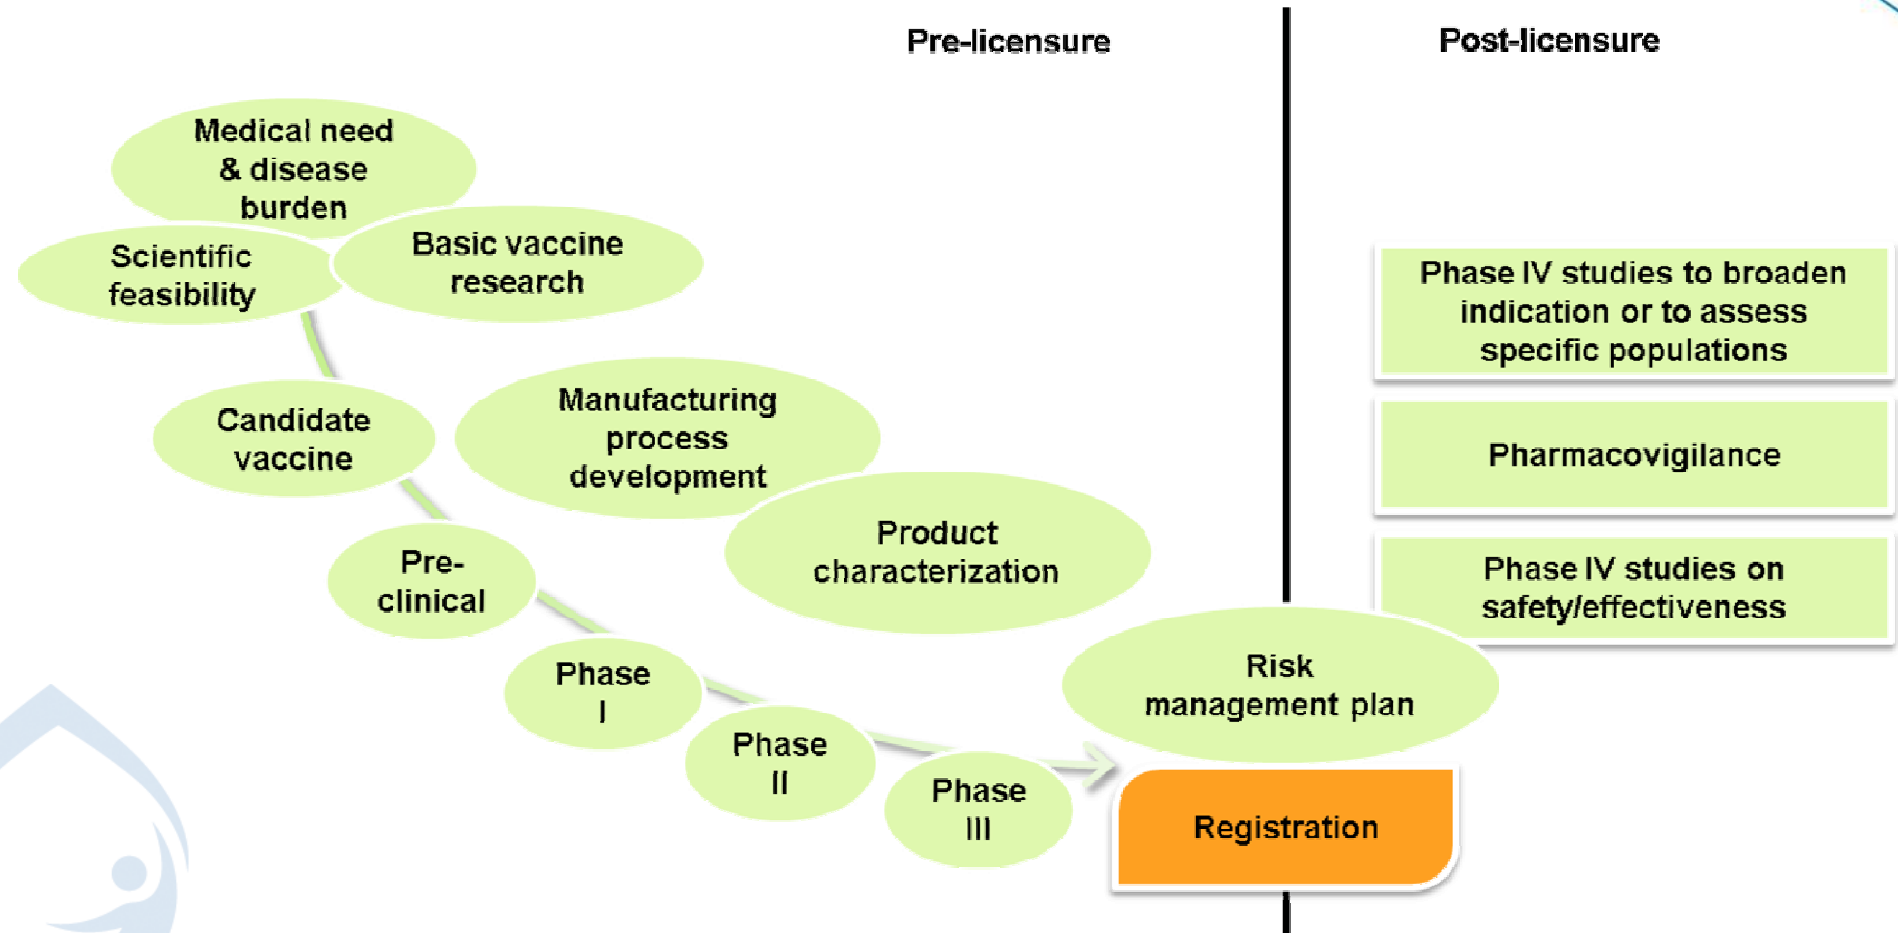 Pre-licensure
Post-licensure
Medical need
& disease
burden
Scientific
feasibility
Basic vaccine
research
Candidate
vaccine
Manufacturing
process
development
Product
characterization
Pre-
clinical
Phase
I
Phase
II
Phase
III
Risk
management plan
Registration
Phase IV studies to broaden
indication or to assess
specific populations
Pharmacovigilance
Phase IV studies on
safety/effectiveness